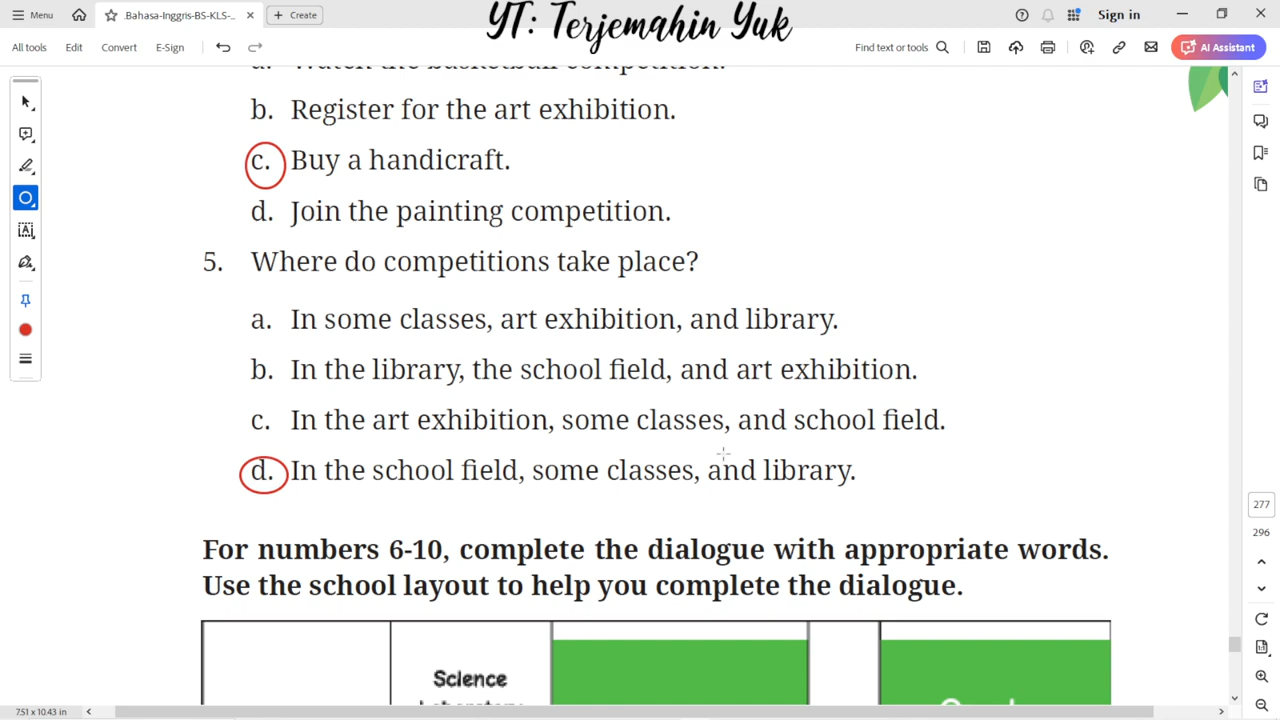 Menu
Bahasa-Inggris-BS-KLS-...
Create
YT: Terjemahin Yuk
Sign in
All tools
Edit
Convert
E-Sign
Find text or tools
AI Assistant
b. Register for the art exhibition.
c. Buy a handicraft.
d. Join the painting competition.
5. Where do competitions take place?
a. In some classes, art exhibition, and library.
b. In the library, the school field, and art exhibition.
c. In the art exhibition, some classes, and school field.
d. In the school field, some classes, and library.
For numbers 6-10, complete the dialogue with appropriate words.
Use the school layout to help you complete the dialogue.
Science
277
296
7.51 x 10.43 in